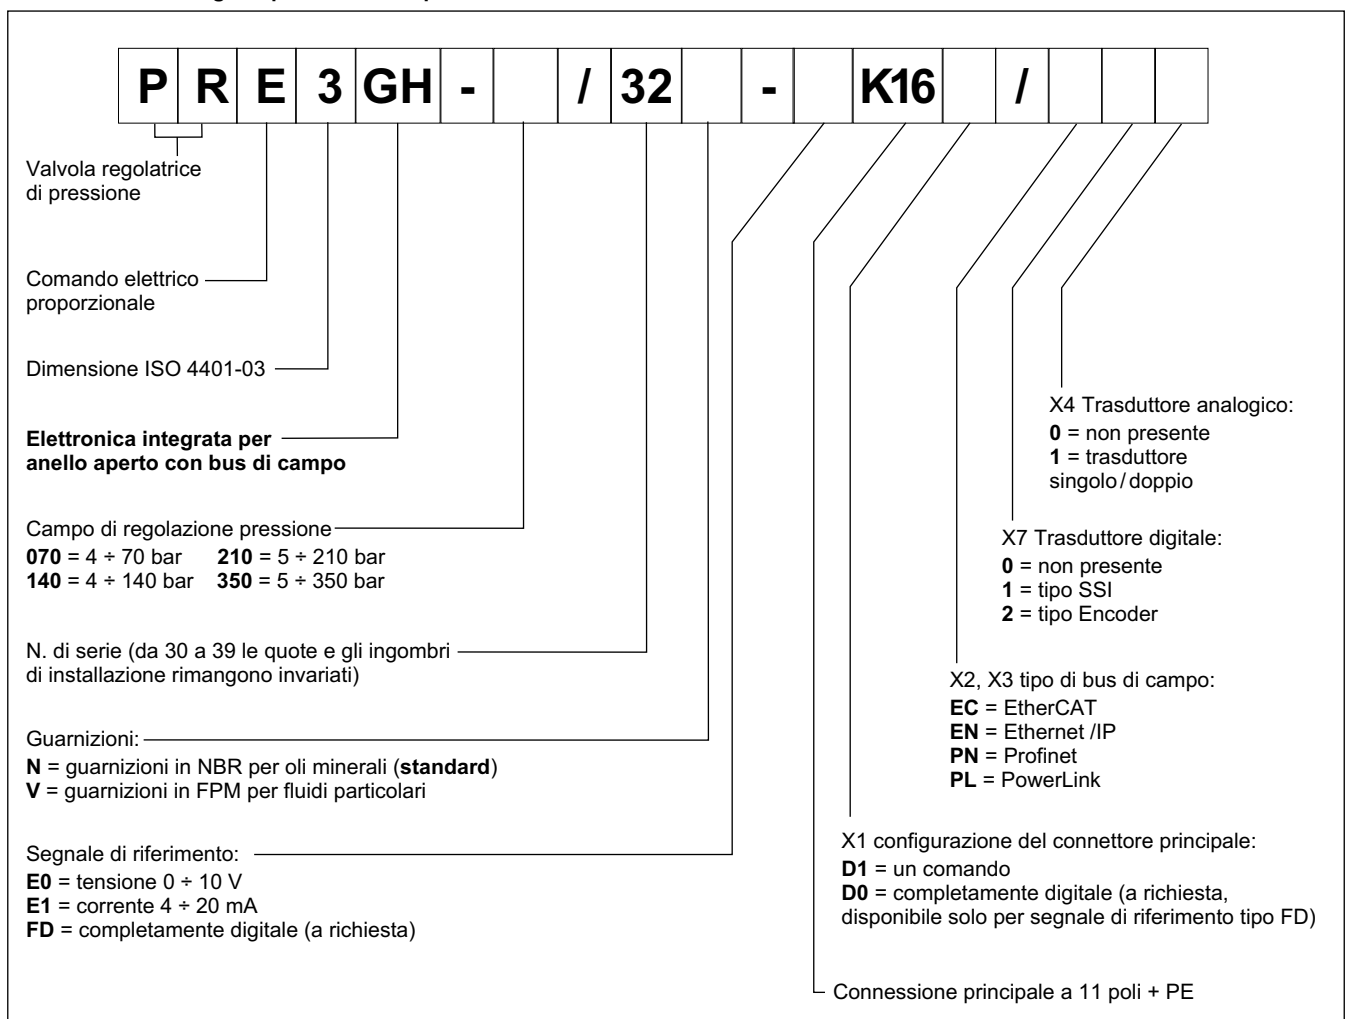 P R E 3 GH - / 32 - K16 /
Valvola regolatrice
di pressione
Comando elettrico
proporzionale
Dimensione ISO 4401-03
Elettronica integrata per
anello aperto con bus di campo
Campo di regolazione pressione
070 = 4 ÷ 70 bar 210 = 5 ÷ 210 bar
140 = 4 ÷ 140 bar 350 = 5 ÷ 350 bar
N. di serie (da 30 a 39 le quote e gli ingombri
di installazione rimangono invariati)
Guarnizioni:
N = guarnizioni in NBR per oli minerali (standard)
V = guarnizioni in FPM per fluidi particolari
Segnale di riferimento:
E0 = tensione 0 ÷ 10 V
E1 = corrente 4 ÷ 20 mA
FD = completamente digitale (a richiesta)
X4 Trasduttore analogico:
0 = non presente
1 = trasduttore
singolo/doppio
X7 Trasduttore digitale:
0 = non presente
1 = tipo SSI
2 = tipo Encoder
X2, X3 tipo di bus di campo:
EC = EtherCAT
EN = Ethernet /IP
PN = Profinet
PL = PowerLink
X1 configurazione del connettore principale:
D1 = un comando
D0 = completamente digitale (a richiesta,
disponibile solo per segnale di riferimento tipo FD)
Connessione principale a 11 poli + PE